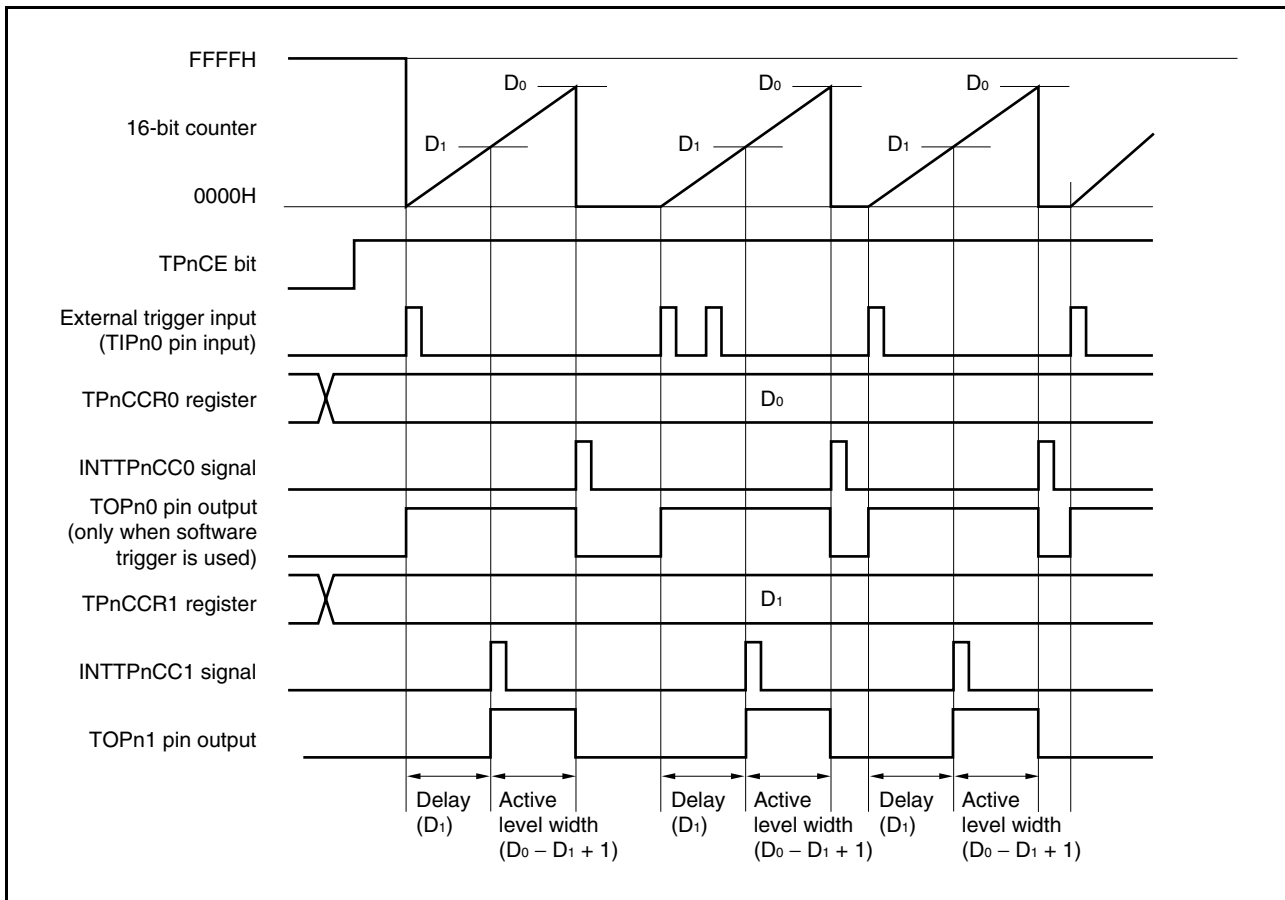 FFFFH
D0
D0
D0
16-bit counter
D1
D1
D1
0000H
TPnCE bit
External trigger input
(TIPn0 pin input)
TPnCCR0 register
D0
INTTPnCC0 signal
TOPn0 pin output
(only when software
trigger is used)
TPnCCR1 register
D1
INTTPnCC1 signal
TOPn1 pin output
Delay
(D1)
Active
level width
(D0 − D1 + 1)
Delay
(D1)
Active
level width
(D0 − D1 + 1)
Delay
(D1)
Active
level width
(D0 − D1 + 1)